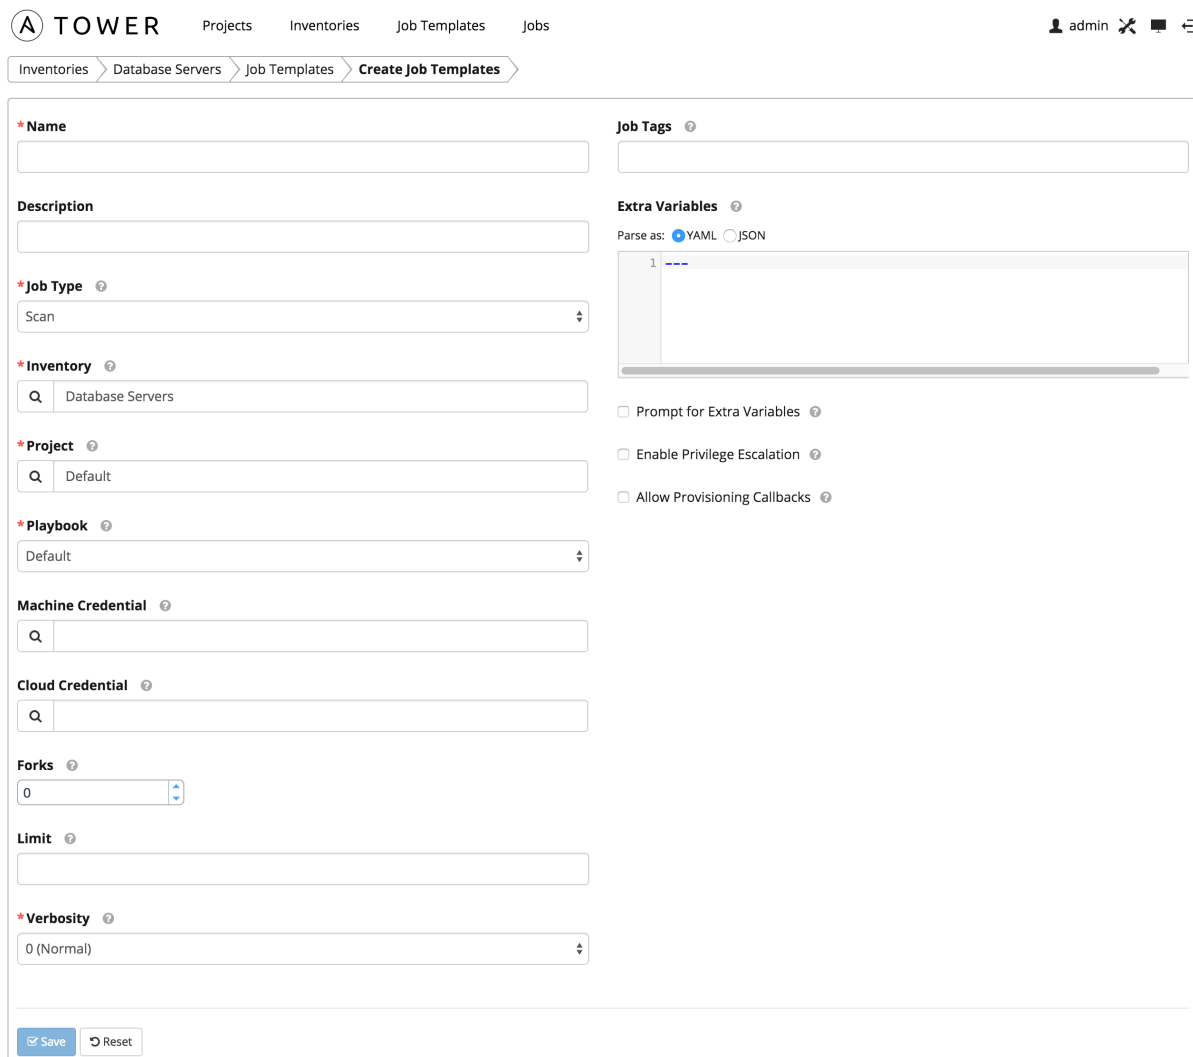 A TOWER Projects Inventories Job Templates Jobs admin
Inventories Database Servers Job Templates Create Job Templates
* Name
Description
* Job Type ?
Scan
* Inventory ?
Database Servers
* Project ?
Default
* Playbook ?
Default
Machine Credential ?
Cloud Credential ?
Forks ?
0
Limit ?
* Verbosity ?
0 (Normal)
Job Tags ?
Extra Variables ?
Parse as: YAML JSON
1 ---
Prompt for Extra Variables ?
Enable Privilege Escalation ?
Allow Provisioning Callbacks ?
Save Reset